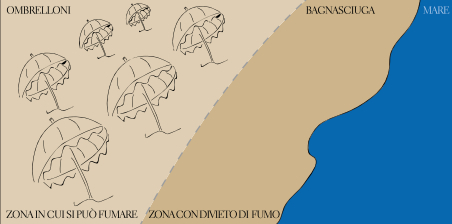 OMBRELLONI
BAGNASCIUGA
MARE
ZONA IN CUI SI PUÒ FUMARE
ZONA CON DIVIETO DI FUMO